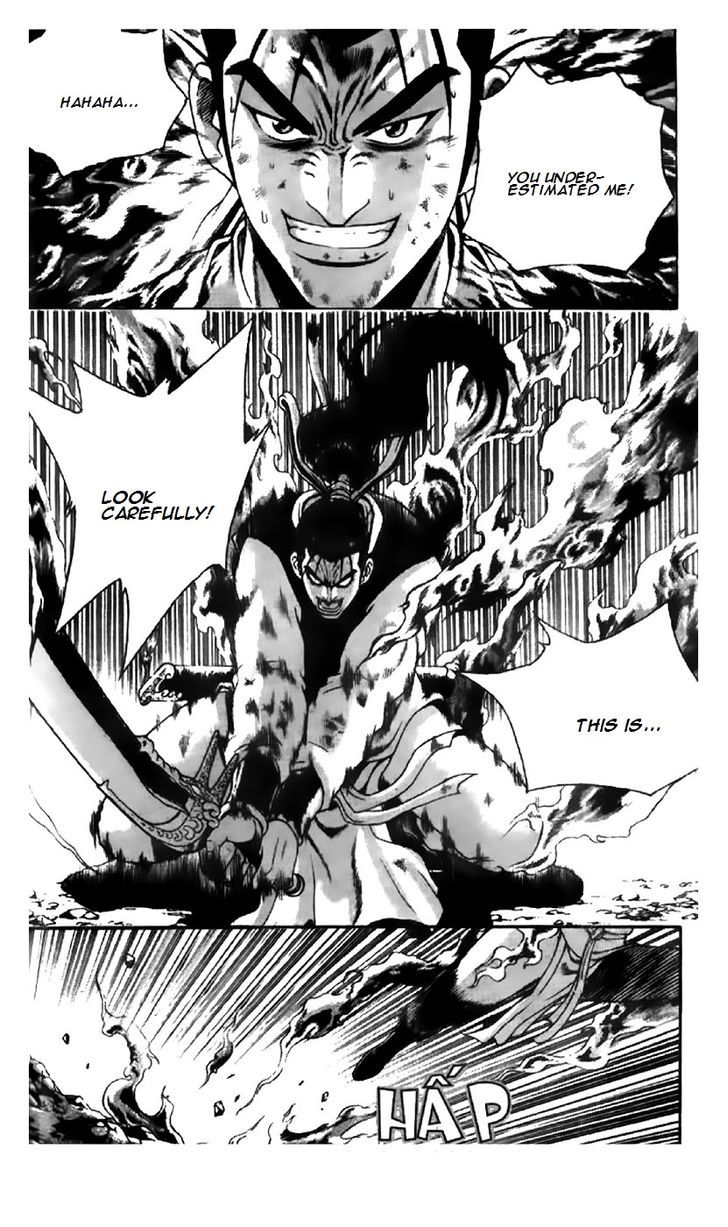 HAHAHA...
YOU UNDER-
ESTIMATED ME!
LOOK
CAREFULLY!
THIS IS...
HẤP